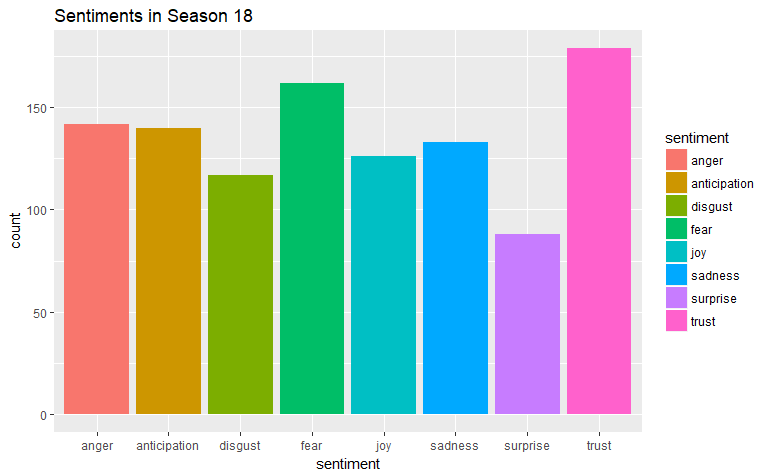 Sentiments in Season 18
count
150
100
50
0
anger
anticipation
disgust
fear
joy
sadness
surprise
trust
sentiment
sentiment
anger
anticipation
disgust
fear
joy
sadness
surprise
trust